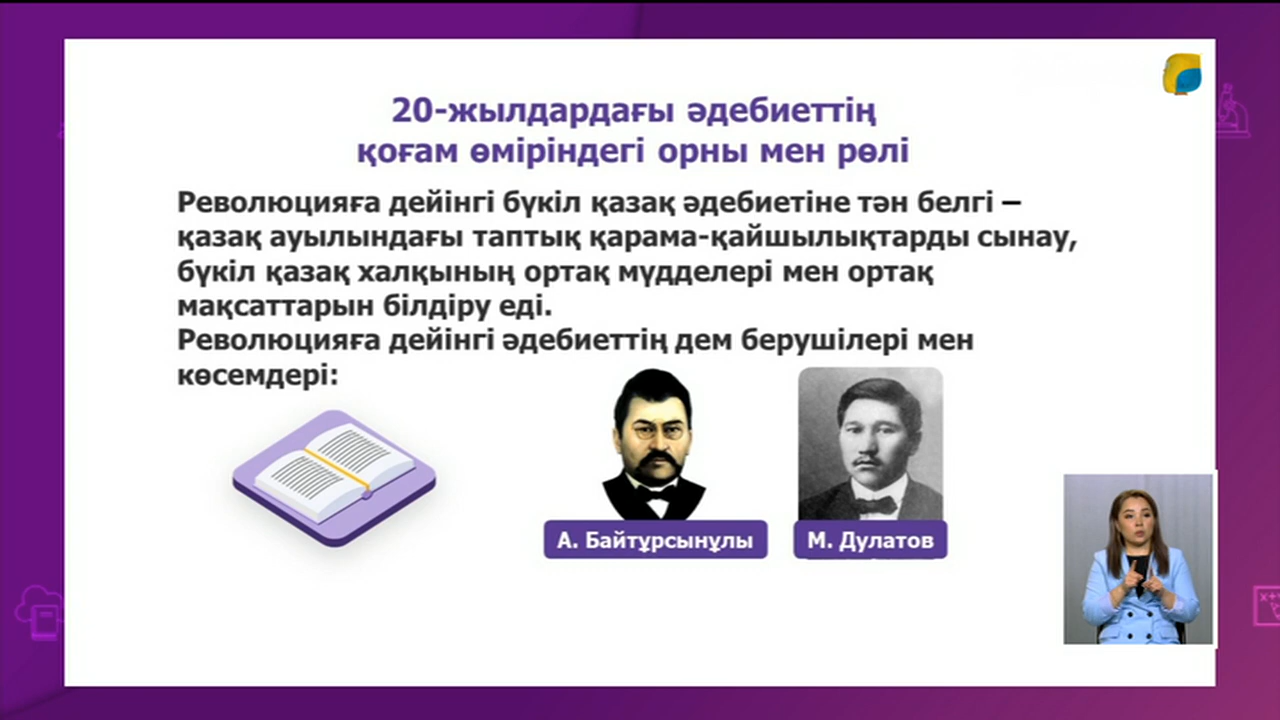 20-жылдардағы әдебиеттің
қоғам өміріндегі орны мен рөлі
Революцияға дейінгі бүкіл қазақ әдебиетіне тән белгі –
қазақ ауылындағы таптық қарама-қайшылықтарды сынау,
бүкіл қазақ халқының ортақ мүдделері мен ортақ
мақсаттарын білдіру еді.
Революцияға дейінгі әдебиеттің дем берушілері мен
көсемдері:
А. Байтұрсынұлы
М. Дулатов